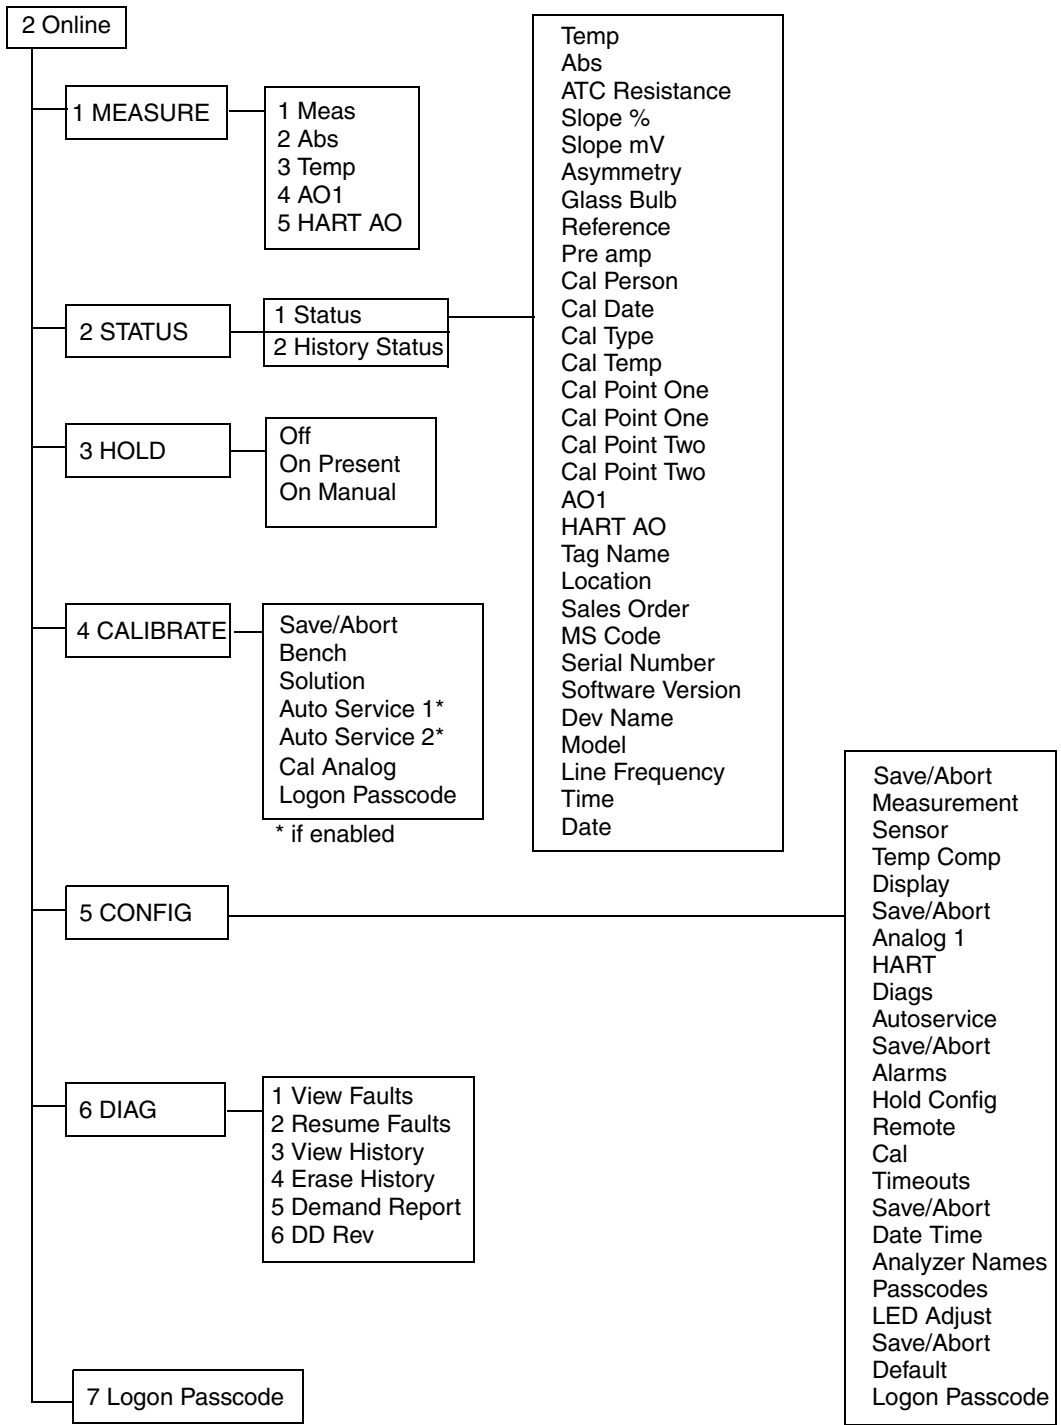 2 Online
1 MEASURE
1 Meas
2 Abs
3 Temp
4 AO1
5 HART AO
2 STATUS
1 Status
2 History Status
Temp
Abs
ATC Resistance
Slope %
Slope mV
Asymmetry
Glass Bulb
Reference
Pre amp
Cal Person
Cal Date
Cal Type
Cal Temp
Cal Point One
Cal Point One
Cal Point Two
Cal Point Two
AO1
HART AO
Tag Name
Location
Sales Order
MS Code
Serial Number
Software Version
Dev Name
Model
Line Frequency
Time
Date
3 HOLD
Off
On Present
On Manual
4 CALIBRATE
Save/Abort
Bench
Solution
Auto Service 1*
Auto Service 2*
Cal Analog
Logon Passcode
* if enabled
5 CONFIG
Save/Abort
Measurement
Sensor
Temp Comp
Display
Save/Abort
Analog 1
HART
Diags
Autoservice
Save/Abort
Alarms
Hold Config
Remote
Cal
Timeouts
Save/Abort
Date Time
Analyzer Names
Passcodes
LED Adjust
Save/Abort
Default
Logon Passcode
6 DIAG
1 View Faults
2 Resume Faults
3 View History
4 Erase History
5 Demand Report
6 DD Rev
7 Logon Passcode